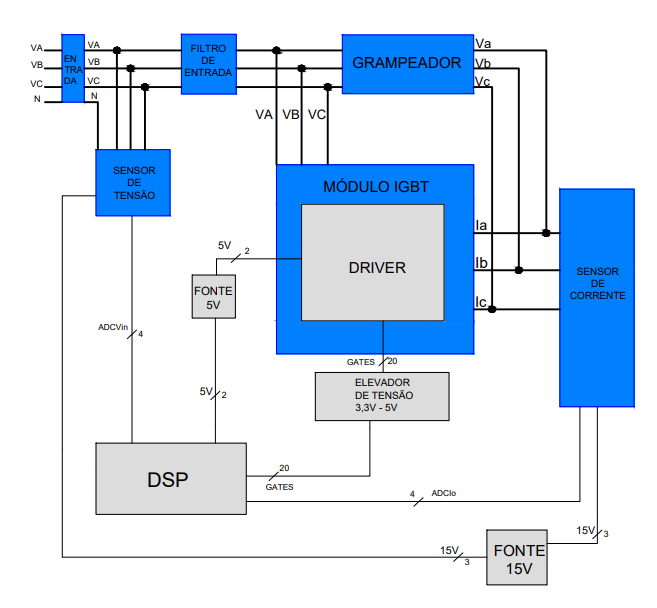 VA
VB
VC
N
EN
TRA
DA
VA
VB
VC
N
FILTRO
DE
ENTRADA
GRAMPEADOR
Va
Vb
Vc
VA VB VC
SENSOR
DE
TENSÃO
MÓDULO IGBT
DRIVER
Ia
Ib
Ic
SENSOR
DE
CORRENTE
5V
2
FONTE
5V
ADCVin
4
GATES
20
ELEVADOR
DE TENSÃO
3,3V - 5V
5V
2
DSP
20
GATES
4
ADCIo
15V
3
FONTE
15V
15V
3